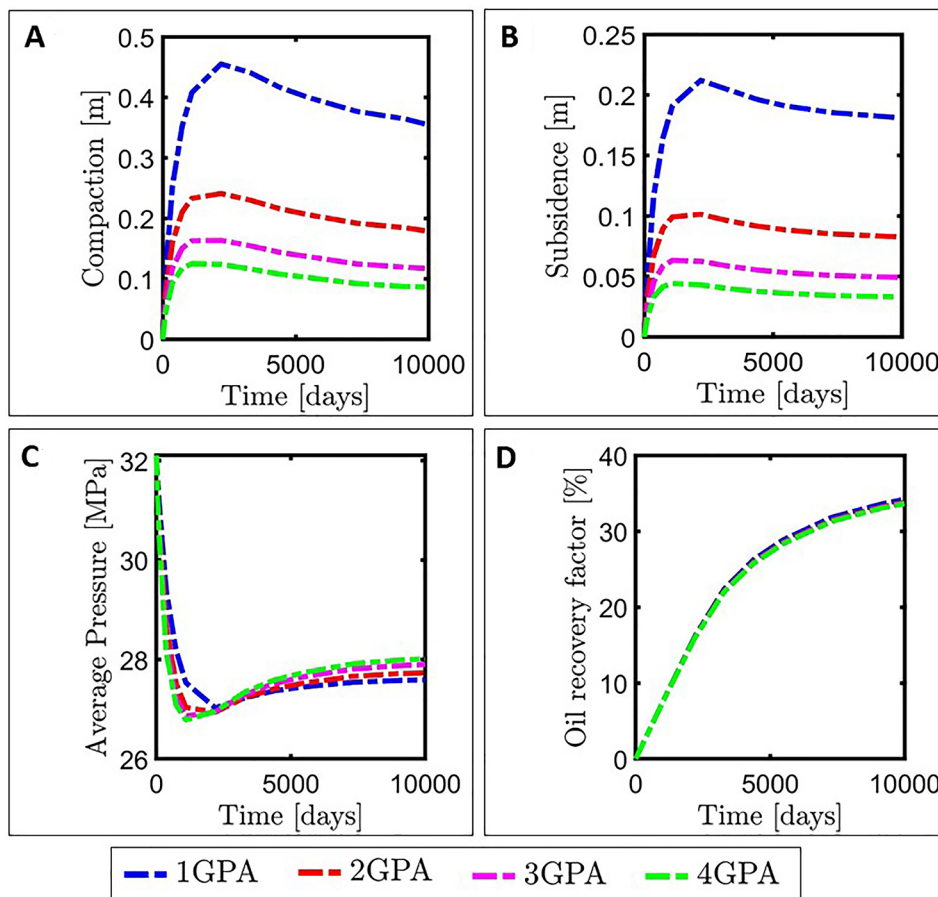 A
Compaction [m]
0.5
0.4
0.3
0.2
0.1
0
0 5000 10000
Time [days]
B
Subsidence [m]
0.25
0.2
0.15
0.1
0.05
0
0 5000 10000
Time [days]
C
Average Pressure [MPa]
32
30
28
26
0 5000 10000
Time [days]
D
Oil recovery factor [%]
40
30
20
10
0
0 5000 10000
Time [days]
1GPA 2GPA 3GPA 4GPA